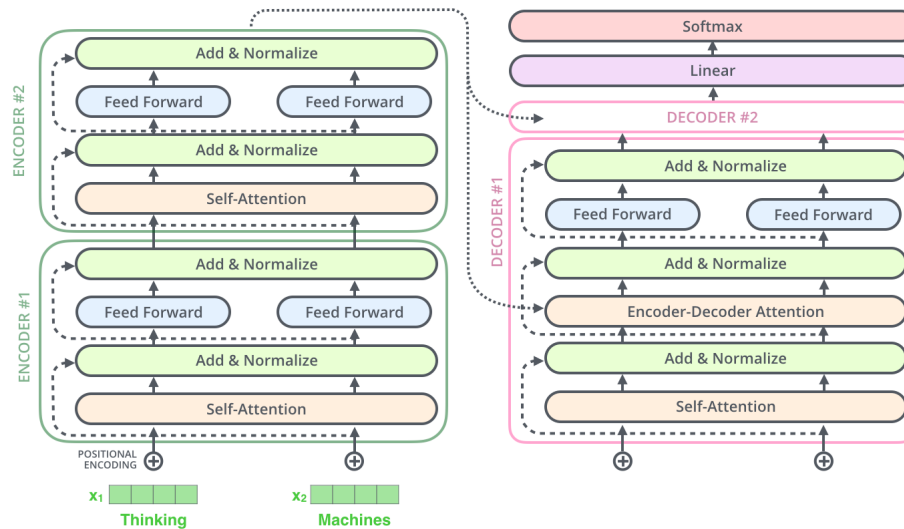 ENCODER #2
Add & Normalize
Feed Forward
Feed Forward
Add & Normalize
Self-Attention
ENCODER #1
Add & Normalize
Feed Forward
Feed Forward
Add & Normalize
Self-Attention
POSITIONAL
ENCODING
x1
x2
Thinking
Machines
Softmax
Linear
DECODER #2
DECODER #1
Add & Normalize
Feed Forward
Feed Forward
Add & Normalize
Encoder-Decoder Attention
Add & Normalize
Self-Attention